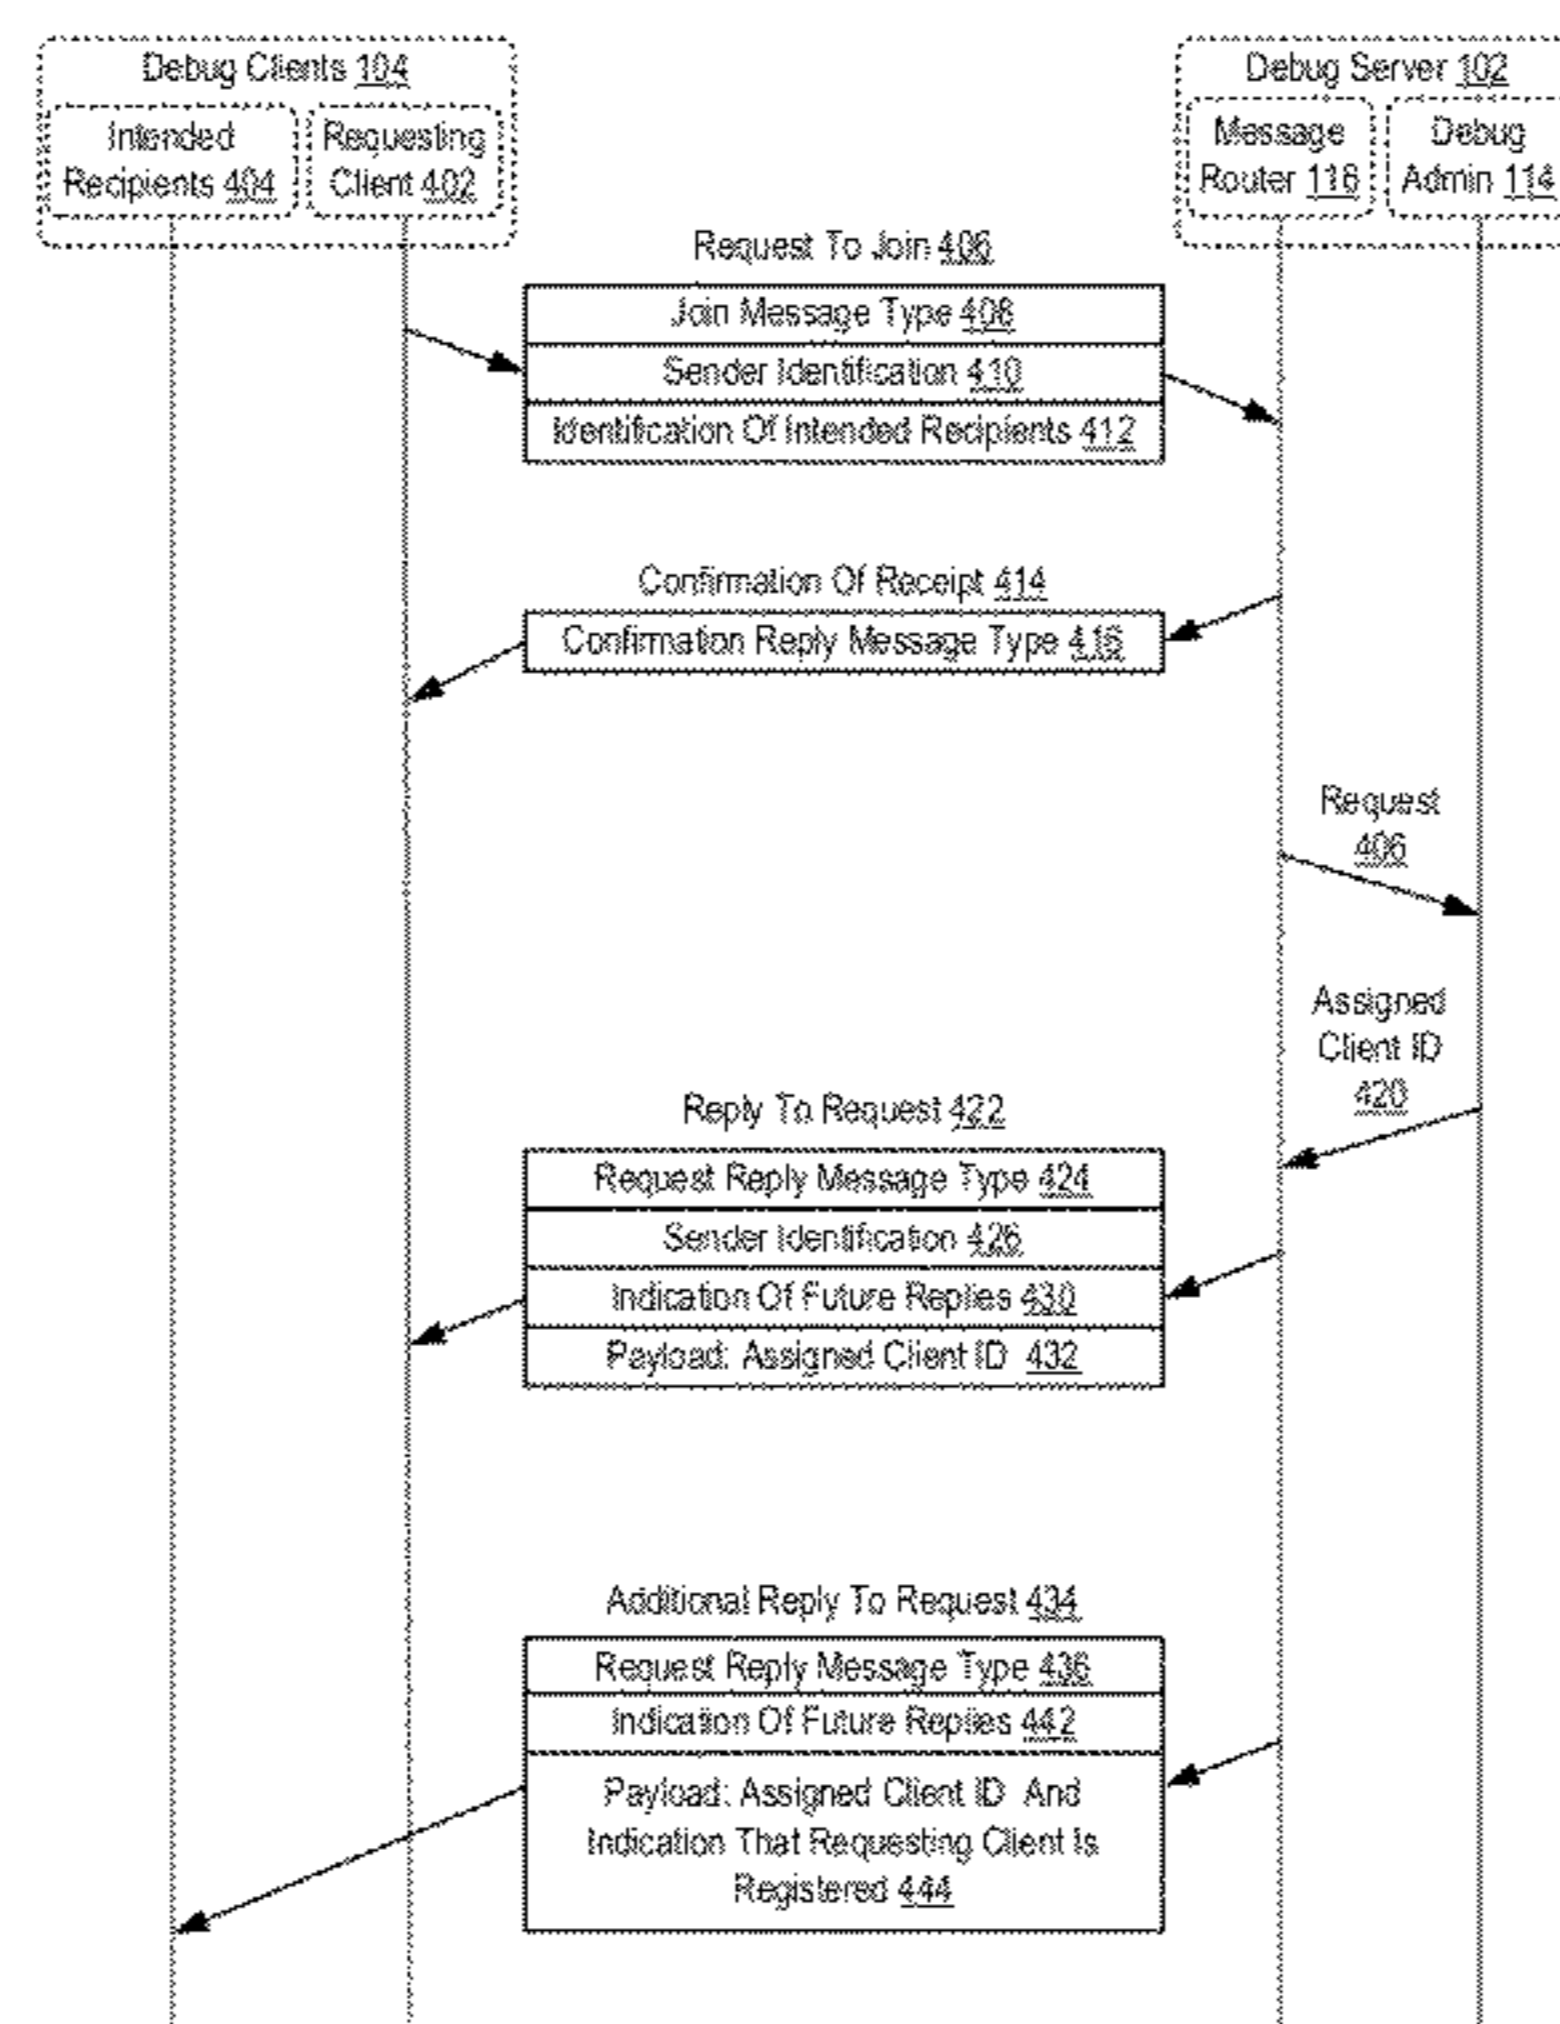 Debug Clients 104
Intended
Recipients 404
Requesting
Client 402
Debug Server 102
Message
Router 116
Debug
Admin 114
Request To Join 406
Join Message Type 408
Sender Identification 410
Identification Of Intended Recipients 412
Confirmation Of Receipt 414
Confirmation Reply Message Type 416
Request
406
Assigned
Client ID
420
Reply To Request 422
Request Reply Message Type 424
Sender Identification 426
Indication Of Future Replies 430
Payload: Assigned Client ID 432
Additional Reply To Request 434
Request Reply Message Type 436
Indication Of Future Replies 442
Payload: Assigned Client ID And
Indication That Requesting Client Is
Registered 444